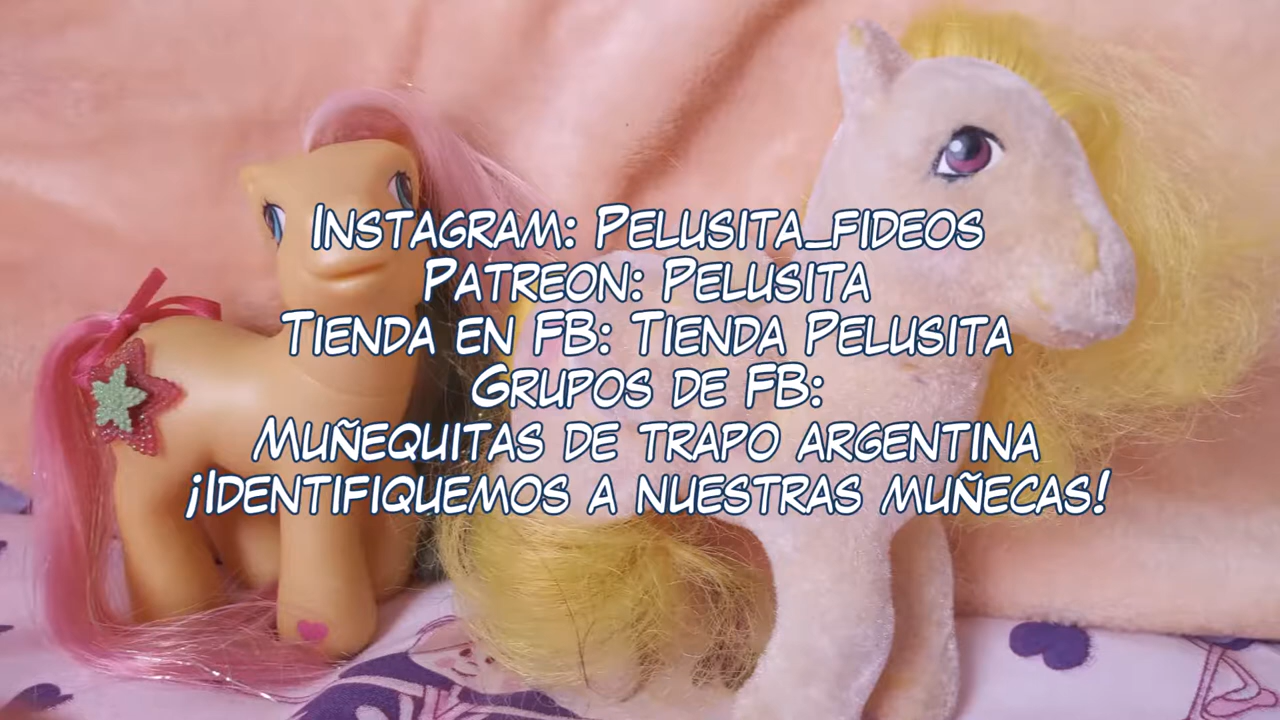 Instagram: Pelusita_fideos
Patreon: Pelusita
Tienda en FB: Tienda Pelusita
Grupos de FB:
Muñequitas de trapo argentina
¡Identifiquemos a nuestras muñecas!